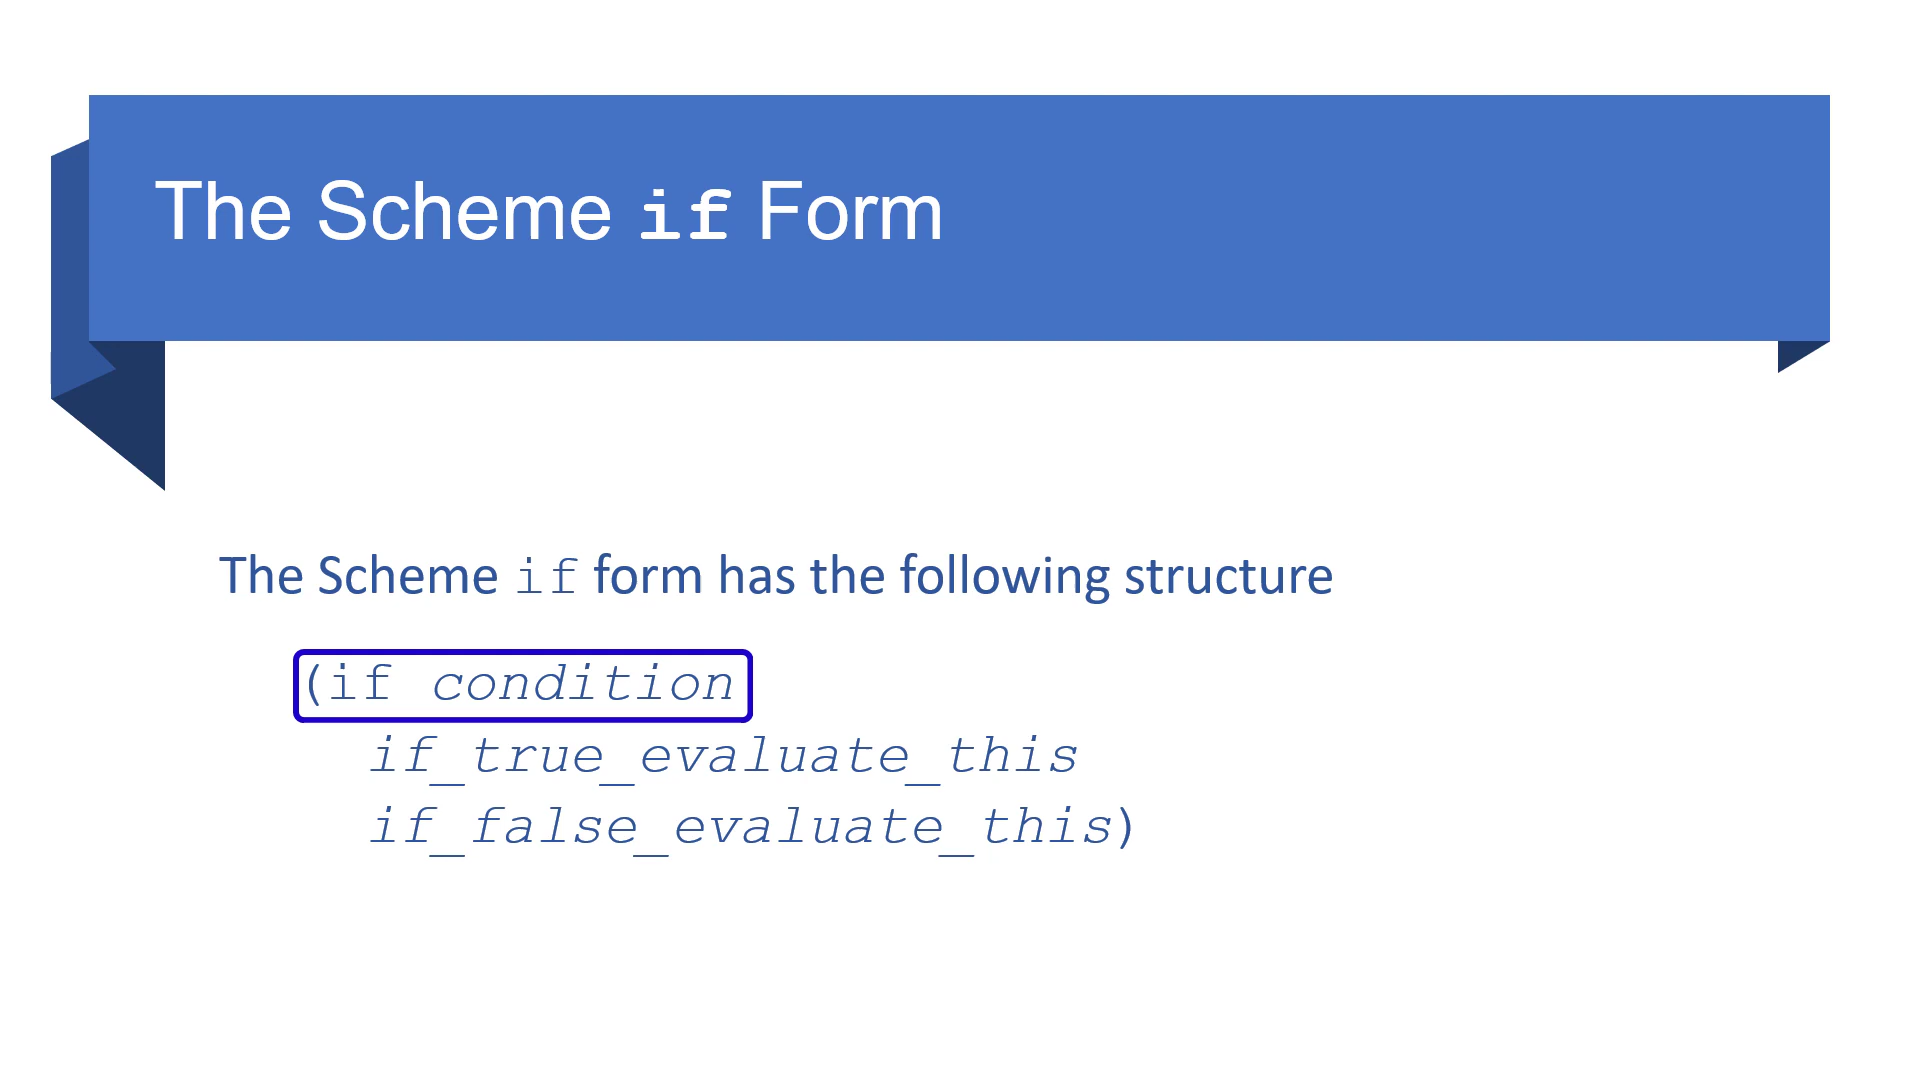 The Scheme if Form
The Scheme if form has the following structure
(if condition
if_true_evaluate_this
if_false_evaluate_this)